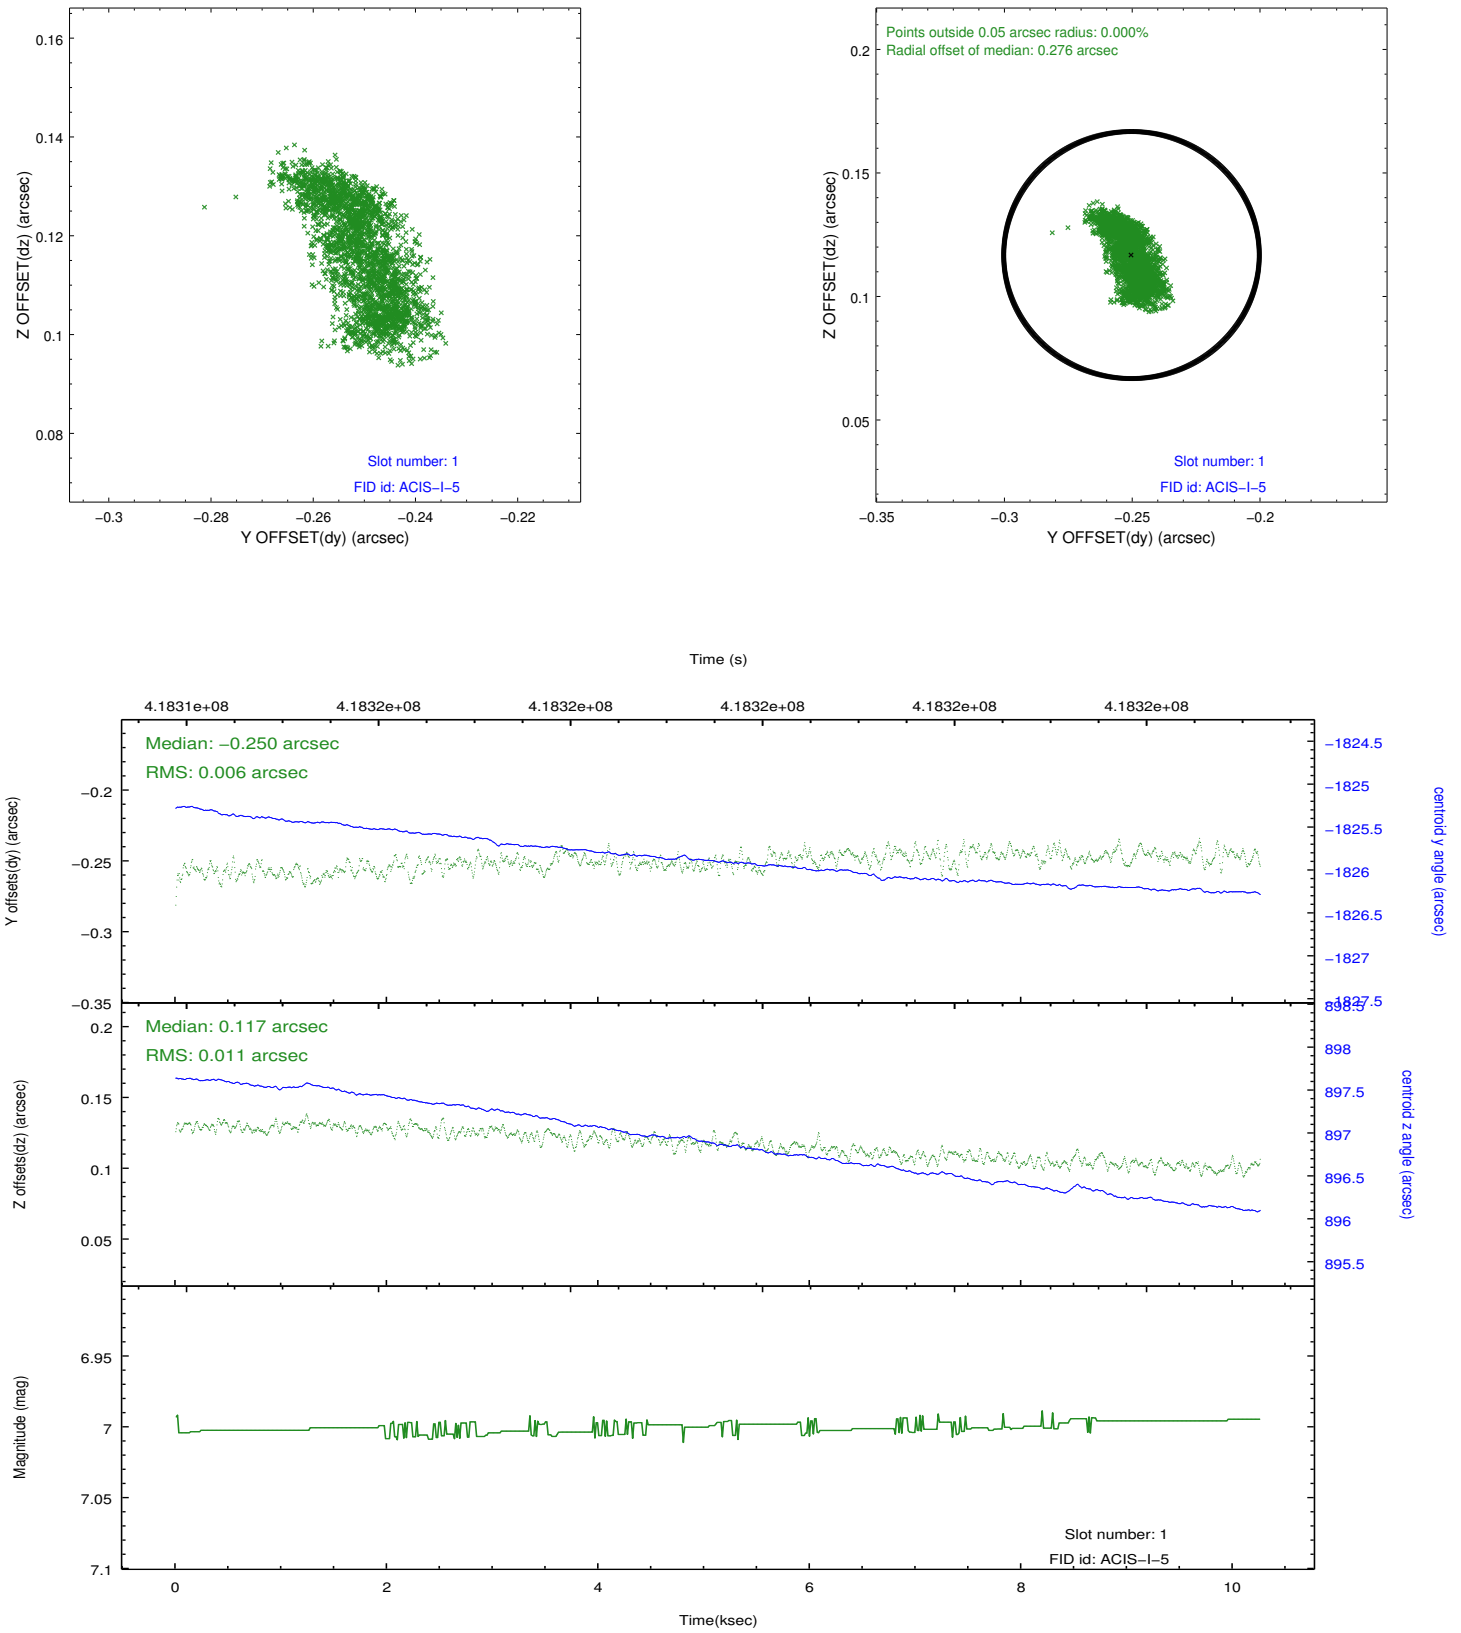 0.16
0.14
0.12
0.1
0.08
Z OFFSET(dz) (arcsec)
−0.3
−0.28
−0.26
−0.24
−0.22
Y OFFSET(dy) (arcsec)
Slot number: 1
FID id: ACIS−I−5
Points outside 0.05 arcsec radius: 0.000%
Radial offset of median: 0.276 arcsec
0.2
0.15
0.1
0.05
Z OFFSET(dz) (arcsec)
−0.35
−0.3
−0.25
−0.2
Y OFFSET(dy) (arcsec)
Slot number: 1
FID id: ACIS−I−5
Time (s)
4.1831e+08
4.1832e+08
4.1832e+08
4.1832e+08
4.1832e+08
4.1832e+08
Median: −0.250 arcsec
RMS: 0.006 arcsec
−0.2
−0.25
−0.3
−0.35
Y offsets(dy) (arcsec)
−1824.5
−1825
−1825.5
−1826
−1826.5
−1827
−1827.5
centroid y angle (arcsec)
Median: 0.117 arcsec
RMS: 0.011 arcsec
0.2
0.15
0.1
0.05
Z offsets(dz) (arcsec)
898.5
898
897.5
897
896.5
896
895.5
centroid z angle (arcsec)
6.95
7
7.05
7.1
Magnitude (mag)
Slot number: 1
FID id: ACIS−I−5
0
2
4
6
8
10
Time(ksec)